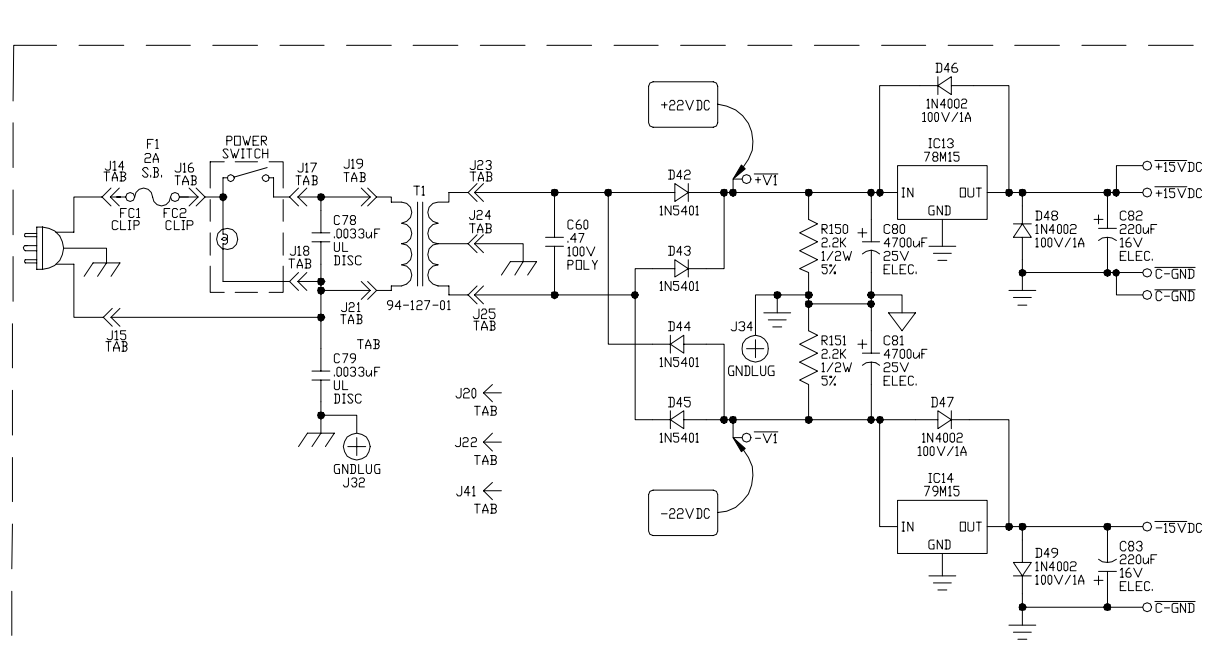 F1
2A
S.B.
J14
TAB
J16
TAB
FC1
CLIP
FC2
CLIP
POWER
SWITCH
J17
TAB
J18
TAB
J15
TAB
J19
TAB
C78
.0033uF
UL
DISC
J21
TAB
TAB
C79
.0033uF
UL
DISC
GNDLUG
J32
T1
94-127-01
J23
TAB
J24
TAB
J25
TAB
J20
TAB
J22
TAB
J41
TAB
C60
.47
100V
POLY
+22VDC
+VI
D42
1N5401
D43
1N5401
D44
1N5401
D45
1N5401
J34
GNDLUG
-VI
-22VDC
R150
2.2K
1/2W
5%
C80
+
4700uF
25V
ELEC.
R151
2.2K
1/2W
5%
C81
+
4700uF
25V
ELEC.
D46
1N4002
100V/1A
IC13
78M15
IN
OUT
GND
D48
1N4002
100V/1A
C82
+
220uF
16V
ELEC.
+15VDC
+15VDC
C-GND
C-GND
D47
1N4002
100V/1A
IC14
79M15
IN
OUT
GND
D49
1N4002
100V/1A
C83
220uF
16V
+
ELEC.
-15VDC
C-GND